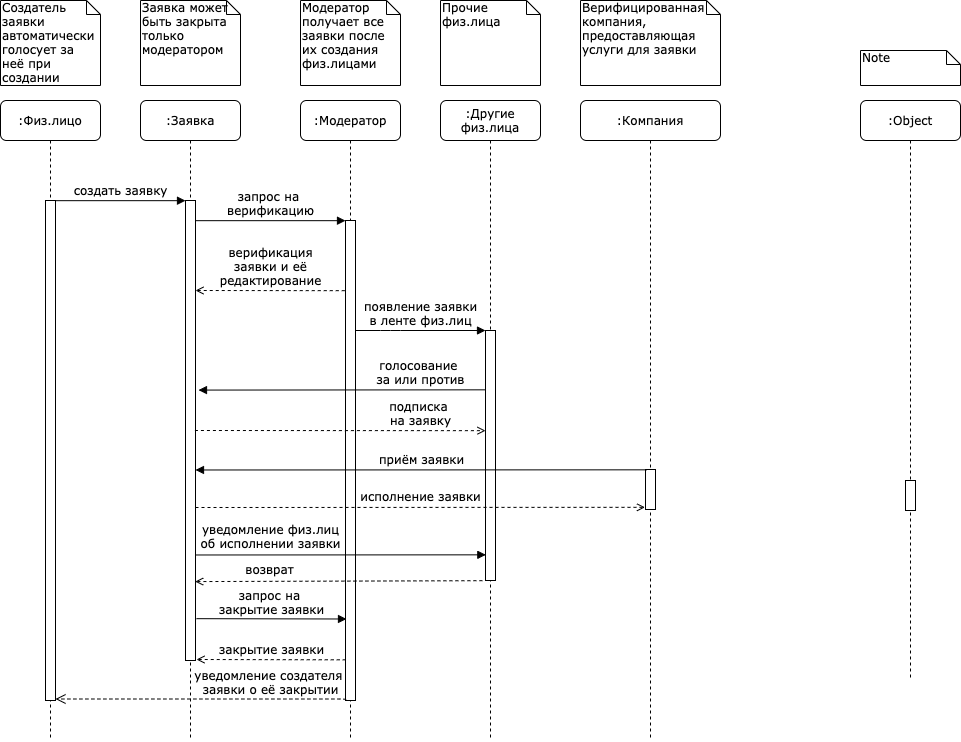 Создатель
заявки
автоматически
голосует за
неё при
создании
Заявка может
быть закрыта
только
модератором
Модератор
получает все
заявки после
их создания
физ.лицами
Прочие
физ.лица
Верифицированная
компания,
предоставляющая
услуги для заявки
Note
:Физ.лицо
:Заявка
:Модератор
:Другие
физ.лица
:Компания
:Object
создать заявку
запрос на
верификацию
верификация
заявки и её
редактирование
появление заявки
в ленте физ.лиц
голосование
за или против
подписка
на заявку
приём заявки
исполнение заявки
уведомление физ.лиц
об исполнении заявки
возврат
запрос на
закрытие заявки
закрытие заявки
уведомление создателя
заявки о её закрытии